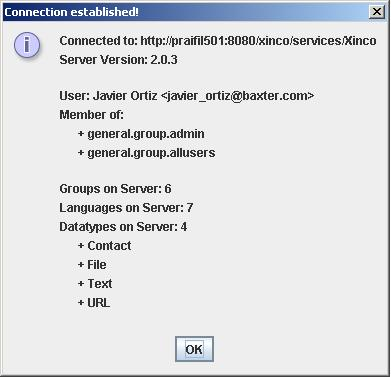 Connection established!
Connected to: http://praifil501:8080/xinco/services/Xinco
Server Version: 2.0.3
User: Javier Ortiz <javier_ortiz@baxter.com>
Member of:
+ general.group.admin
+ general.group.allusers
Groups on Server: 6
Languages on Server: 7
Datatypes on Server: 4
+ Contact
+ File
+ Text
+ URL
OK